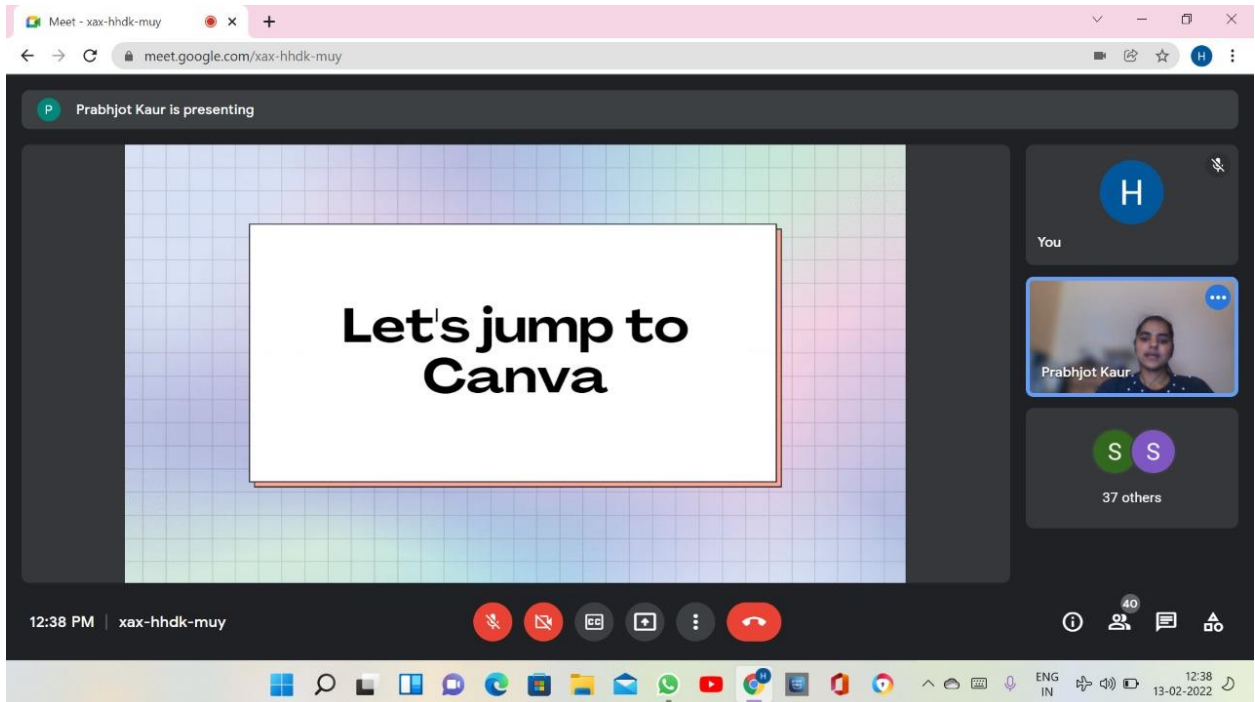 Meet - xax-hhdk-muy
meet.google.com/xax-hhdk-muy
H
P Prabhjot Kaur is presenting
Let's jump to
Canva
H
You
Prabhjot Kaur
S S
37 others
12:38 PM | xax-hhdk-muy
CC
40
ENG
IN
12:38
13-02-2022